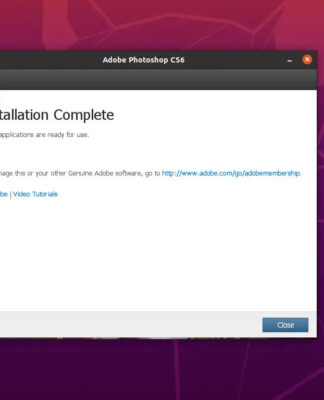 Adobe Photoshop CS6
tallation Complete
applications are ready for use.
nage this or your other Genuine Adobe software, go to http://www.adobe.com/go/adobemembership.
be | Video Tutorials
Close